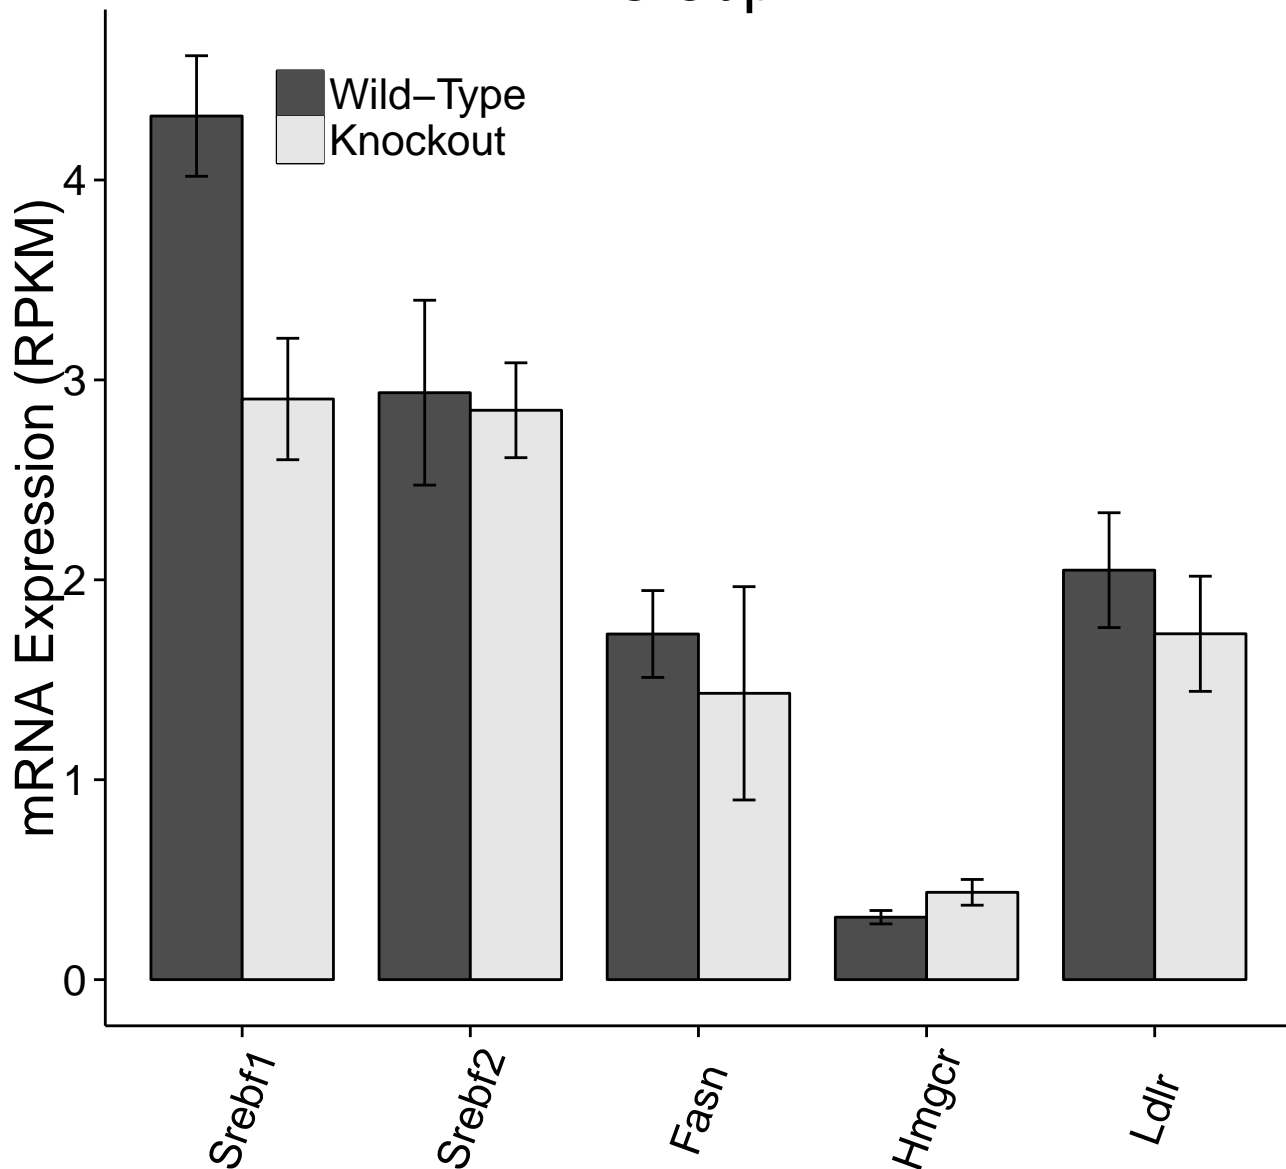 Wild−Type
Knockout
mRNA Expression (RPKM)
4
3
2
1
0
Srebf1
Srebf2
Fasn
Hmgcr
Ldlr